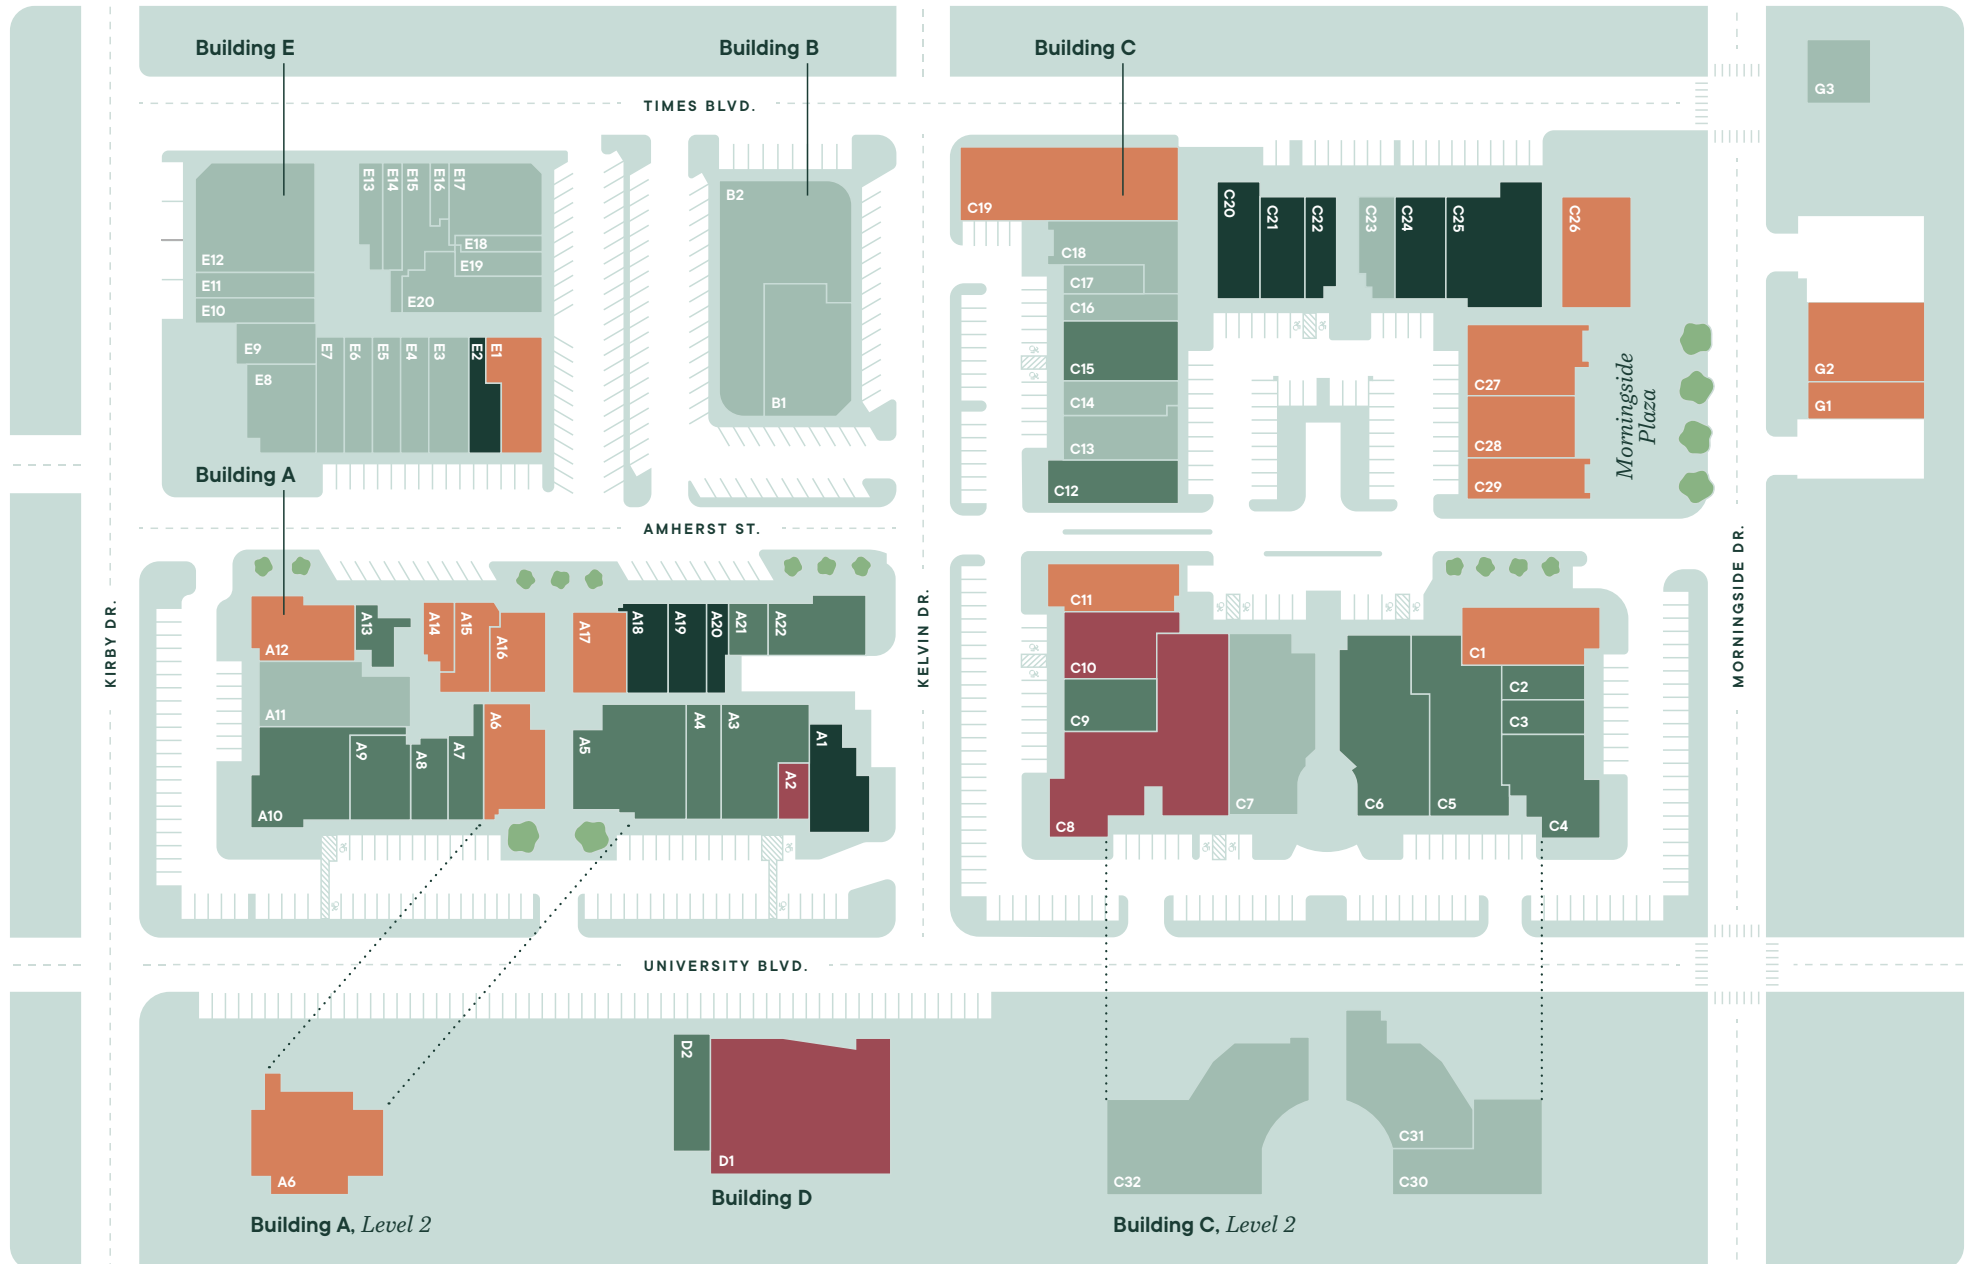 Building E
Building B
Building C
TIMES BLVD.
G3
E12
E11
E10
E13
E14
E15
E16
E17
E18
E19
E20
E9
E8
E7
E6
E5
E4
E3
E2
E1
B2
B1
C19
C18
C17
C16
C15
C14
C13
C12
C20
C21
C22
C23
C24
C25
C26
C27
C28
C29
Morningside
Plaza
G2
G1
Building A
AMHERST ST.
KIRBY DR.
KELVIN DR.
MORNINGSIDE DR.
A12
A13
A14
A15
A16
A17
A18
A19
A20
A21
A22
A11
A10
A9
A8
A7
A6
A5
A4
A3
A2
A1
C11
C10
C9
C8
C7
C6
C5
C4
C3
C2
C1
UNIVERSITY BLVD.
A6
Building A, Level 2
D2
D1
Building D
C32
C31
C30
Building C, Level 2